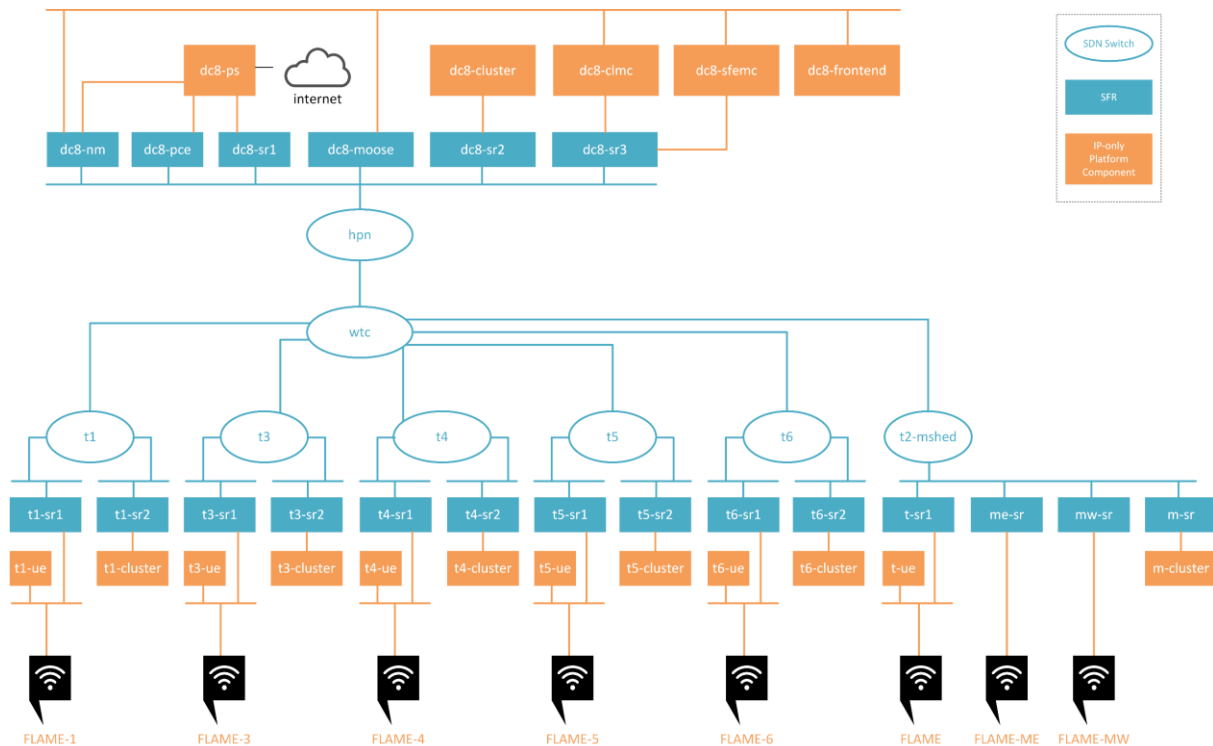 SDN Switch
SFR
IP-only
Platform
Component
dc8-ps
internet
dc8-cluster
dc8-clmc
dc8-sfemc
dc8-frontend
dc8-nm
dc8-pce
dc8-sr1
dc8-moose
dc8-sr2
dc8-sr3
hpn
wtc
t1
t3
t4
t5
t6
t2-mshed
t1-sr1
t1-sr2
t3-sr1
t3-sr2
t4-sr1
t4-sr2
t5-sr1
t5-sr2
t6-sr1
t6-sr2
t-sr1
me-sr
mw-sr
m-sr
t1-ue
t1-cluster
t3-ue
t3-cluster
t4-ue
t4-cluster
t5-ue
t5-cluster
t6-ue
t6-cluster
t-ue
m-cluster
FLAME-1
FLAME-3
FLAME-4
FLAME-5
FLAME-6
FLAME
FLAME-ME
FLAME-MW